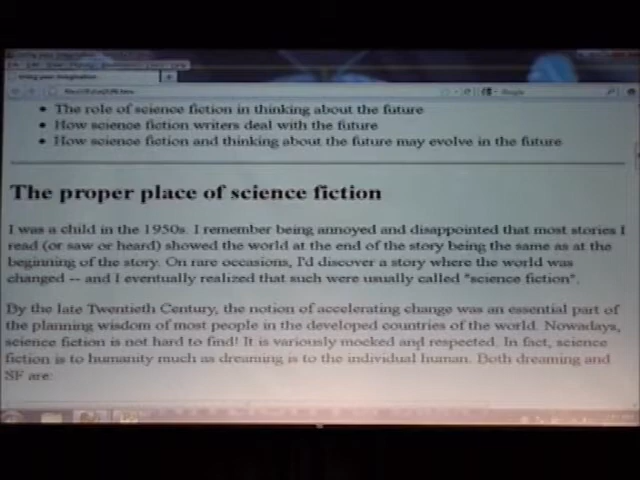 Google
The role of science fiction in thinking about the future
How science fiction writers deal with the future
How science fiction and thinking about the future may evolve in the future
The proper place of science fiction
I was a child in the 1950s. I remember being annoyed and disappointed that most stories I
read (or saw or heard) showed the world at the end of the story being the same as at the
beginning of the story. On rare occasions, I'd discover a story where the world was
changed -- and I eventually realized that such were usually called "science fiction".
By the late Twentieth Century, the notion of accelerating change was an essential part of
the planning wisdom of most people in the developed countries of the world. Nowadays,
science fiction is not hard to find! It is variously mocked and respected. In fact, science
fiction is to humanity much as dreaming is to the individual human. Both dreaming and
SF are: